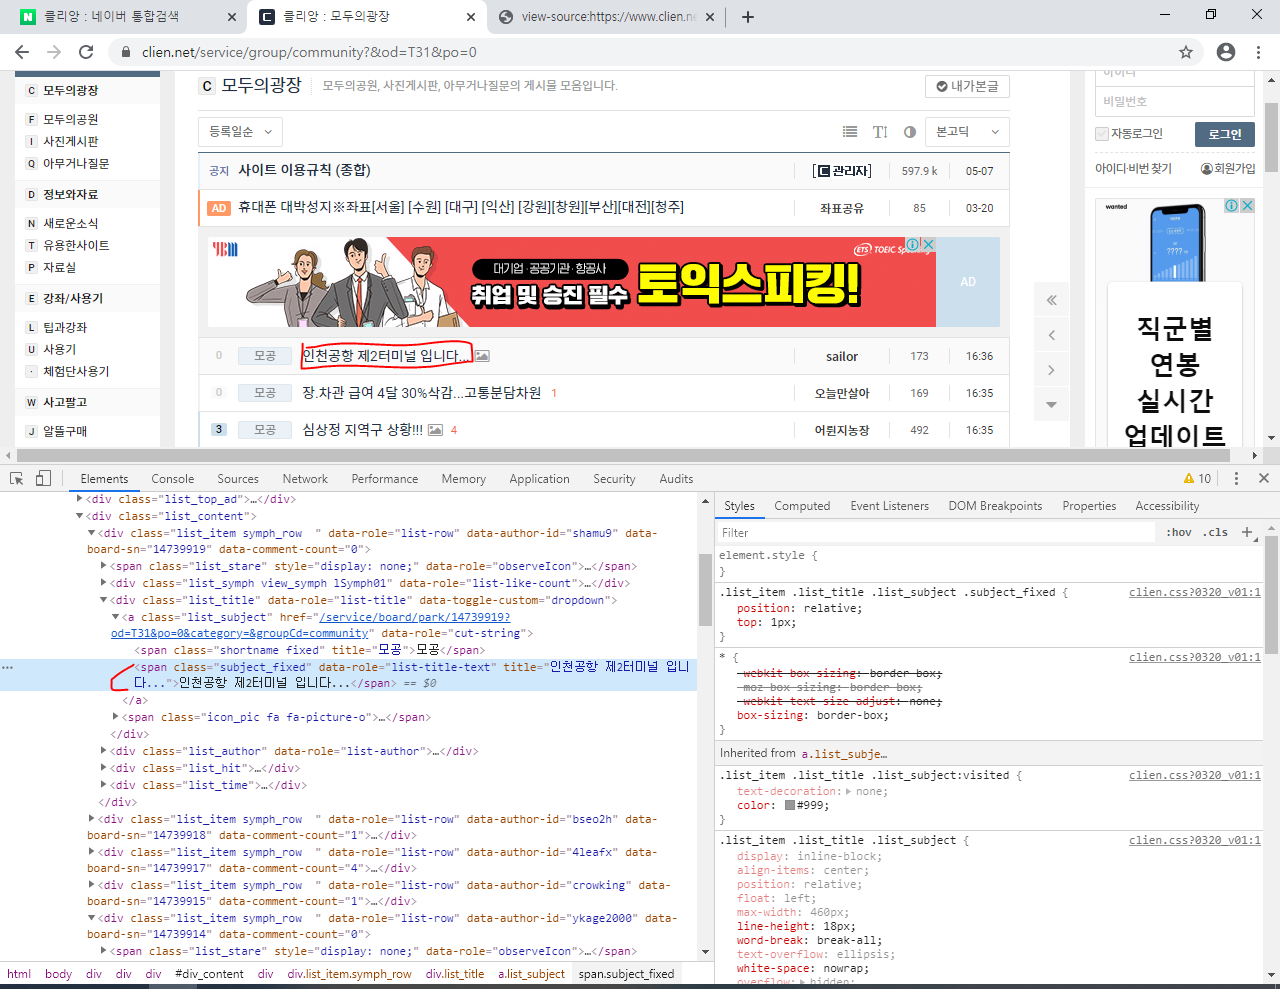 클리앙 : 네이버 통합검색
클리앙 : 모두의광장
view-source:https://www.clien.ne
clien.net/service/group/community?&od=T31&po=0
C 모두의광장
F 모두의공원
I 사진게시판
Q 아무거나질문
D 정보와자료
N 새로운소식
T 유용한사이트
P 자료실
E 강좌/사용기
L 팁과강좌
U 사용기
· 체험단사용기
W 사고팔고
J 알뜰구매
C 모두의광장
모두의공원, 사진게시판, 아무거나질문의 게시물 모음입니다.
내가본글
등록일순
본고딕
공지 사이트 이용규칙 (종합) [C 관리자] 597.9 k 05-07
AD 휴대폰 대박성지※좌표[서울] [수원] [대구] [익산] [강원][창원][부산][대전][청주] 좌표공유 85 03-20
YBM
대기업·공공기관·항공사
취업 및 승진 필수
토익스피킹!
ETS TOEIC
AD
0 모공 인천공항 제2터미널 입니다... sailor 173 16:36
0 모공 장.차관 급여 4달 30%삭감...고통분담차원 1 오늘만살아 169 16:35
3 모공 심상정 지역구 상황!!! 4 어륀지농장 492 16:35
아이디
비밀번호
자동로그인
로그인
아이디·비번 찾기
회원가입
wanted
????
직군별
연봉
실시간
업데이트
Elements Console Sources Network Performance Memory Application Security Audits 10
<div class="list_top_ad">…</div>
<div class="list_content">
<div class="list_item symph_row  " data-role="list-row" data-author-id="shamu9" data-
board-sn="14739919" data-comment-count="0">
<span class="list_stare" style="display: none;" data-role="observeIcon">…</span>
<div class="list_symph view_symph lSymph01" data-role="list-like-count">…</div>
<div class="list_title" data-role="list-title" data-toggle-custom="dropdown">
<a class="list_subject" href="/service/board/park/14739919?
od=T31&po=0&category=&groupCd=community" data-role="cut-string">
<span class="shortname fixed" title="모공">모공</span>
<span class="subject_fixed" data-role="list-title-text" title="인천공항 제2터미널 입니
다...">인천공항 제2터미널 입니다...</span> == $0
</a>
<span class="icon_pic fa fa-picture-o">…</span>
</div>
<div class="list_author" data-role="list-author">…</div>
<div class="list_hit">…</div>
<div class="list_time">…</div>
</div>
<div class="list_item symph_row  " data-role="list-row" data-author-id="bseo2h" data-
board-sn="14739918" data-comment-count="1">…</div>
<div class="list_item symph_row  " data-role="list-row" data-author-id="4leafx" data-
board-sn="14739917" data-comment-count="4">…</div>
<div class="list_item symph_row  " data-role="list-row" data-author-id="crowking" data-
board-sn="14739915" data-comment-count="1">…</div>
<div class="list_item symph_row  " data-role="list-row" data-author-id="ykage2000" data-
board-sn="14739914" data-comment-count="0">
<span class="list_stare" style="display: none;" data-role="observeIcon">…</span>
html body div div div #div_content div div.list_item.symph_row div.list_title a.list_subject span.subject_fixed
Styles Computed Event Listeners DOM Breakpoints Properties Accessibility
Filter :hov .cls +
element.style {
}
.list_item .list_title .list_subject .subject_fixed { clien.css?0320_v01:1
position: relative;
top: 1px;
}
* { clien.css?0320_v01:1
-webkit-box-sizing: border-box;
-moz-box-sizing: border-box;
-webkit-text-size-adjust: none;
box-sizing: border-box;
}
Inherited from a.list_subje…
.list_item .list_title .list_subject:visited { clien.css?0320_v01:1
text-decoration: none;
color: #999;
}
.list_item .list_title .list_subject { clien.css?0320_v01:1
display: inline-block;
align-items: center;
position: relative;
float: left;
max-width: 460px;
line-height: 18px;
word-break: break-all;
text-overflow: ellipsis;
white-space: nowrap;
overflow: hidden;